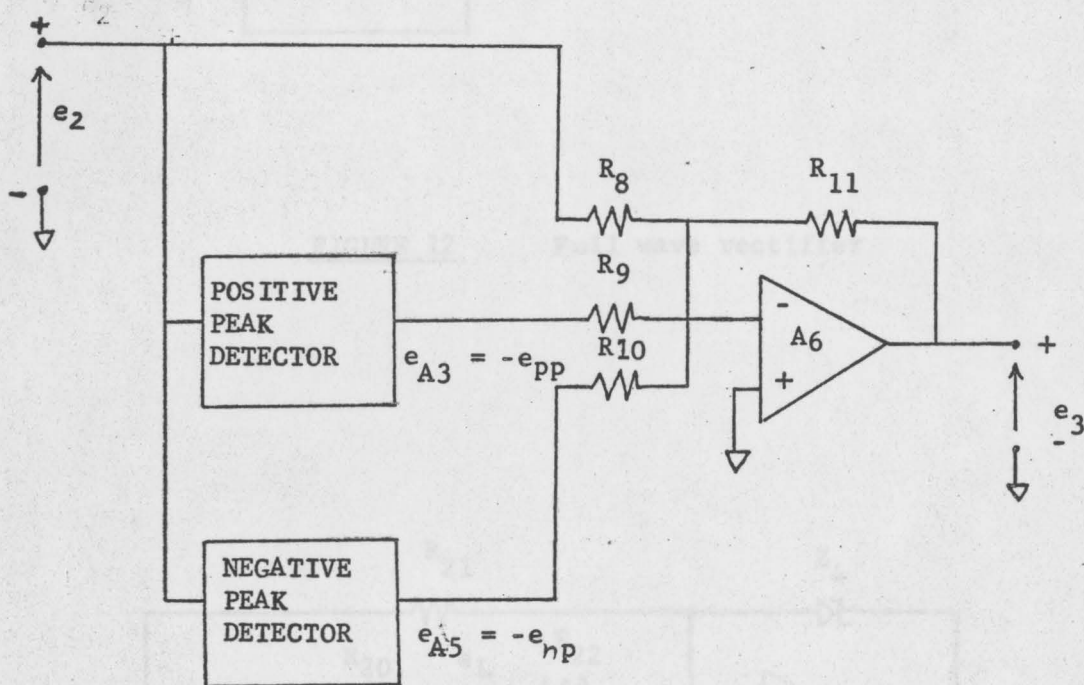 +
e2
-
R8
R11
R9
R10
POSITIVE
PEAK
DETECTOR
eA3 = -epp
-
A6
+
+
e3
-
NEGATIVE
PEAK
DETECTOR
eA5 = -enp
FIGURE 12 Full wave rectifier
R21
R20